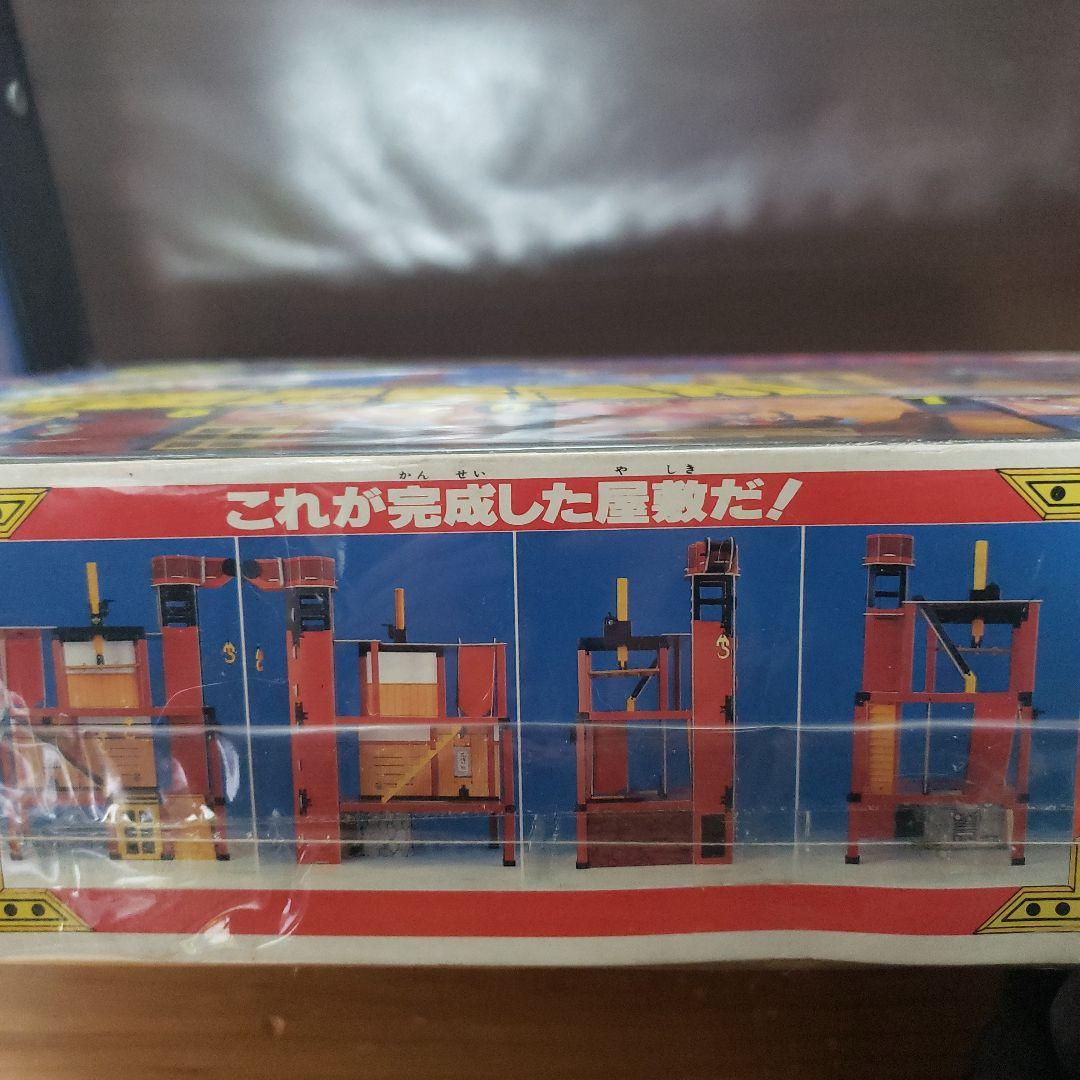 かんせい やしき
これが完成した屋敷だ!